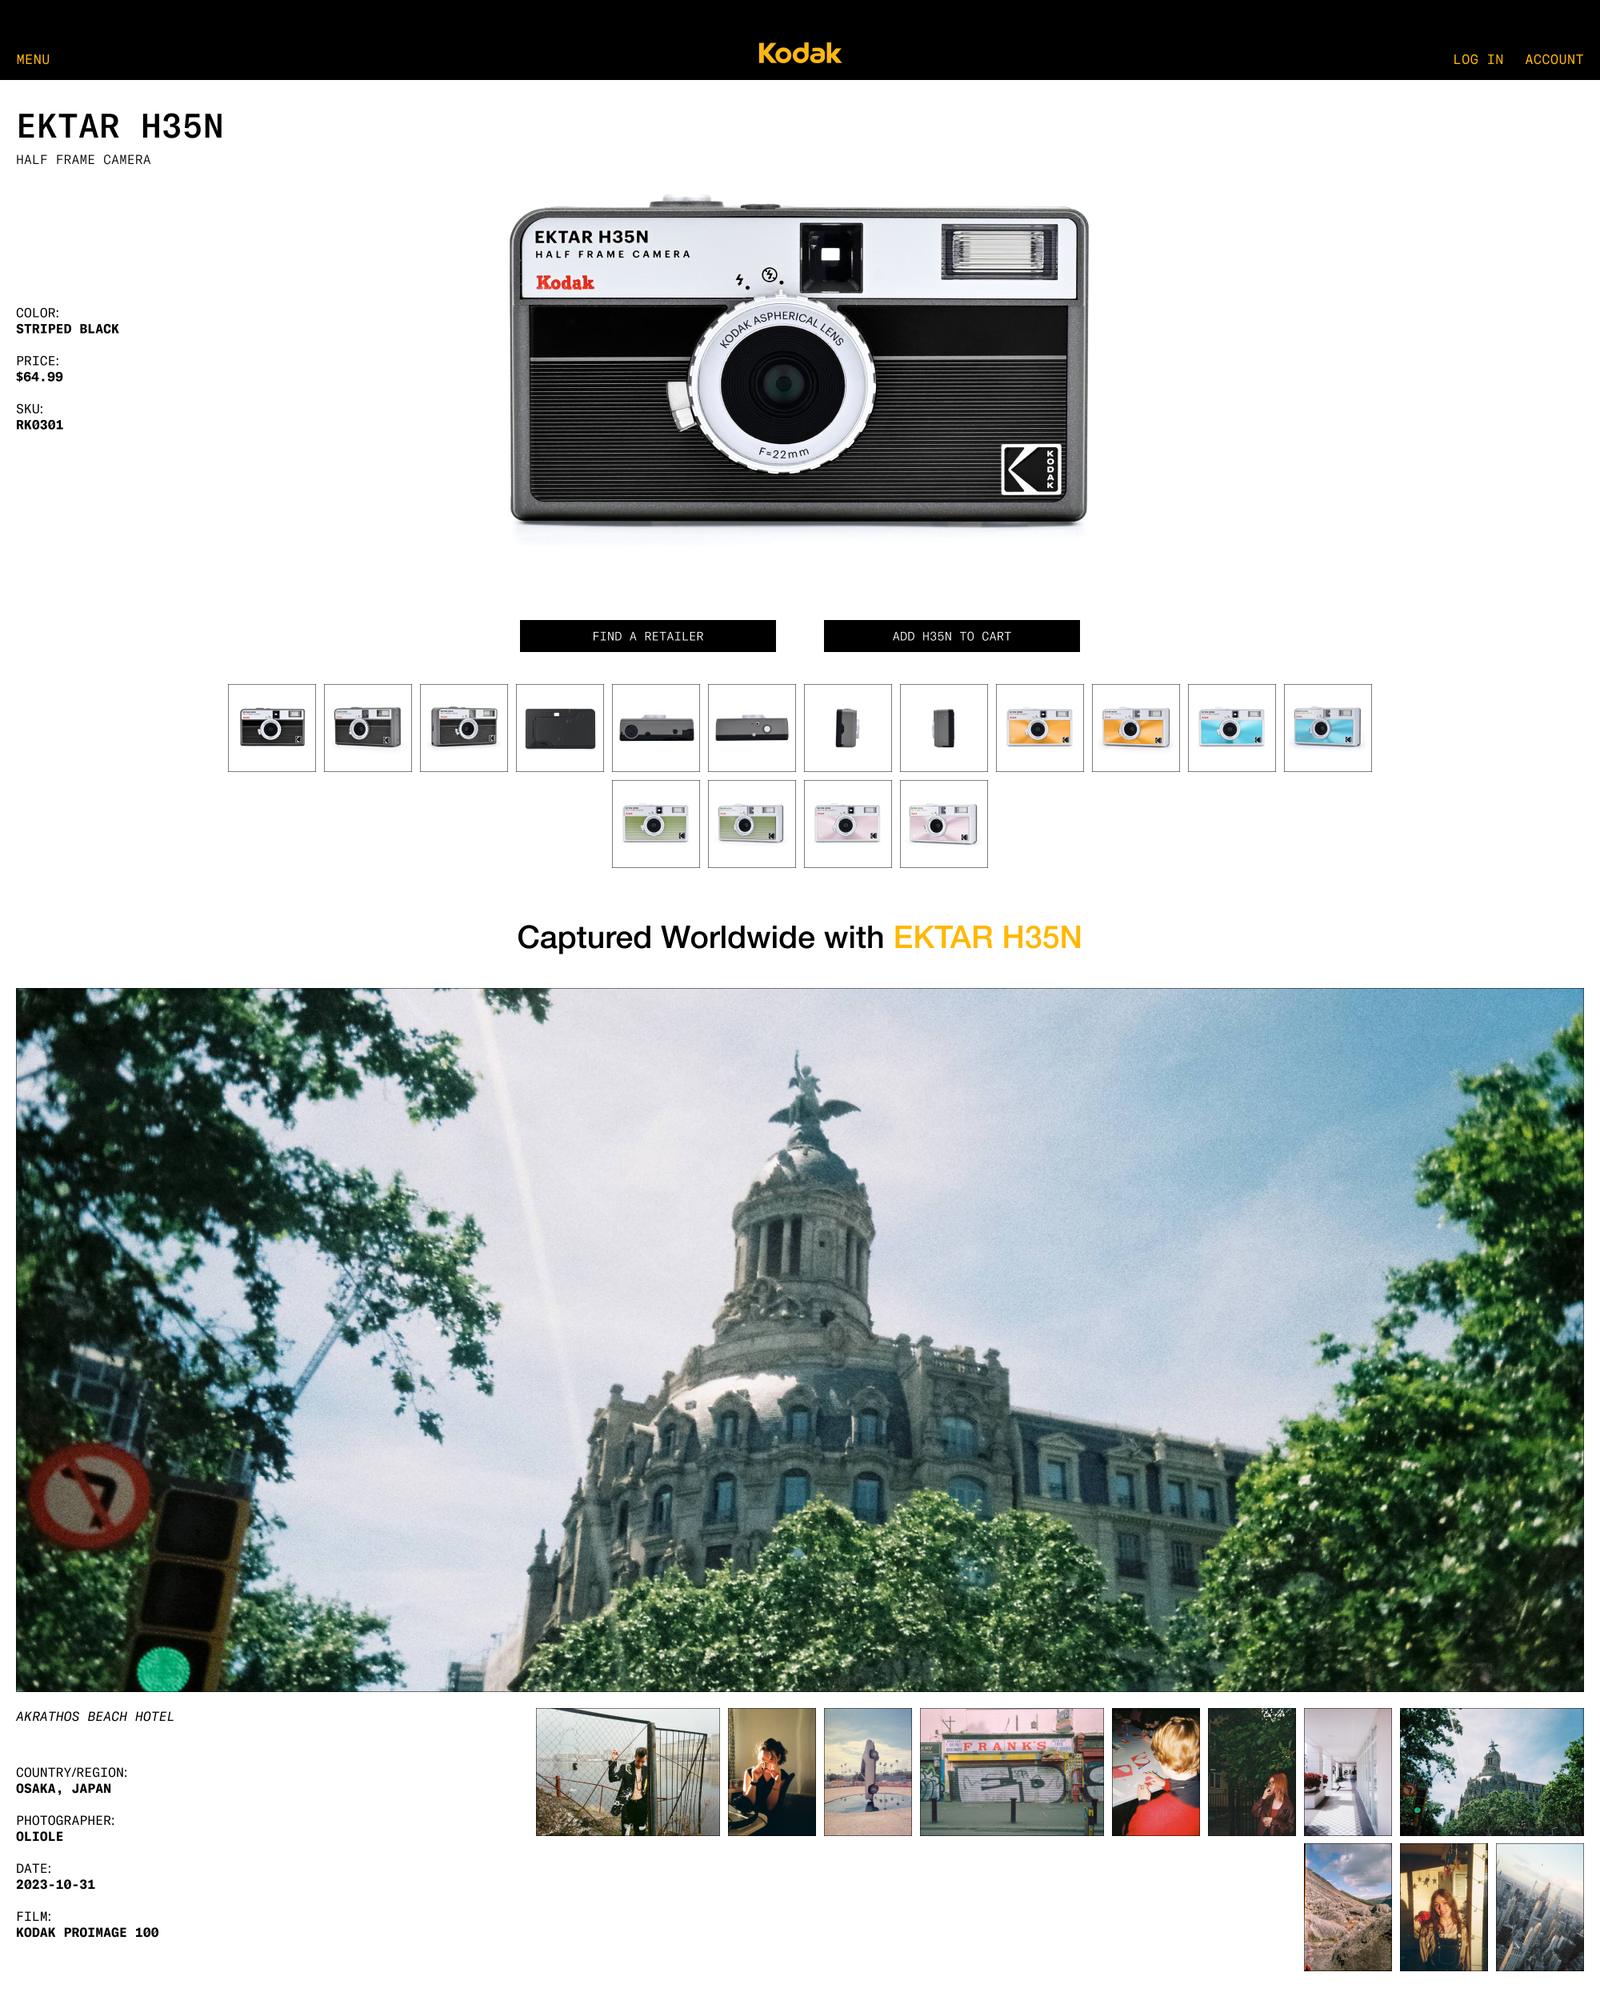 MENU
Kodak
LOG IN
ACCOUNT
EKTAR H35N
HALF FRAME CAMERA
EKTAR H35N
HALF FRAME CAMERA
Kodak
KODAK ASPHERICAL LENS
F=22mm
KODAK
COLOR:
STRIPED BLACK
PRICE:
$64.99
SKU:
RK0301
FIND A RETAILER
ADD H35N TO CART
Captured Worldwide with EKTAR H35N
AKRATHOS BEACH HOTEL
COUNTRY/REGION:
OSAKA, JAPAN
PHOTOGRAPHER:
OLIOLE
DATE:
2023-10-31
FILM:
KODAK PROIMAGE 100
FRANK'S